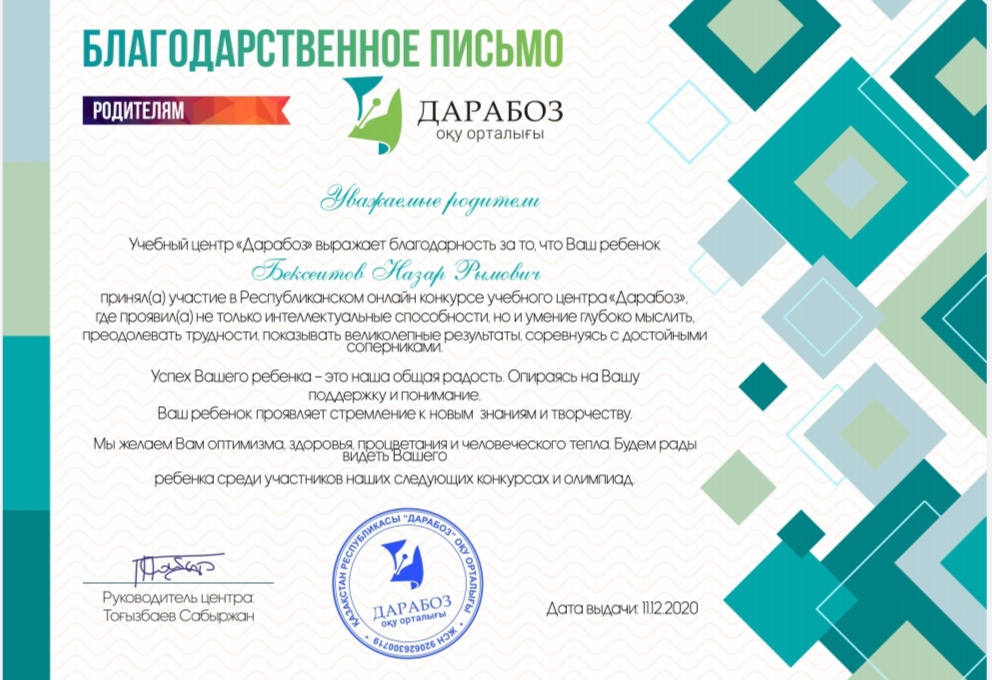 БЛАГОДАРСТВЕННОЕ ПИСЬМО
РОДИТЕЛЯМ
ДАРАБОЗ
оқу орталығы
Уважаемые родители
Учебный центр «Дарабоз» выражает благодарность за то, что Ваш ребенок
Бексеитов Назар Рымович
принял(а) участие в Республиканском онлайн конкурсе учебного центра «Дарабоз»,
где проявил(а) не только интеллектуальные способности, но и умение глубоко мыслить,
преодолевать трудности, показывать великолепные результаты, соревнуясь с достойными
соперниками.
Успех Вашего ребенка – это наша общая радость. Опираясь на Вашу
поддержку и понимание,
Ваш ребенок проявляет стремление к новым знаниям и творчеству.
Мы желаем Вам оптимизма, здоровья, процветания и человеческого тепла. Будем рады
видеть Вашего
ребенка среди участников наших следующих конкурсах и олимпиад.
Руководитель центра:
Тоғызбаев Сабыржан
ҚАЗАҚСТАН РЕСПУБЛИКАСЫ "ДАРАБОЗ" ОҚУ ОРТАЛЫҒЫ
ДАРАБОЗ
оқу орталығы
ЖСН 920626300719
Дата выдачи: 11.12.2020